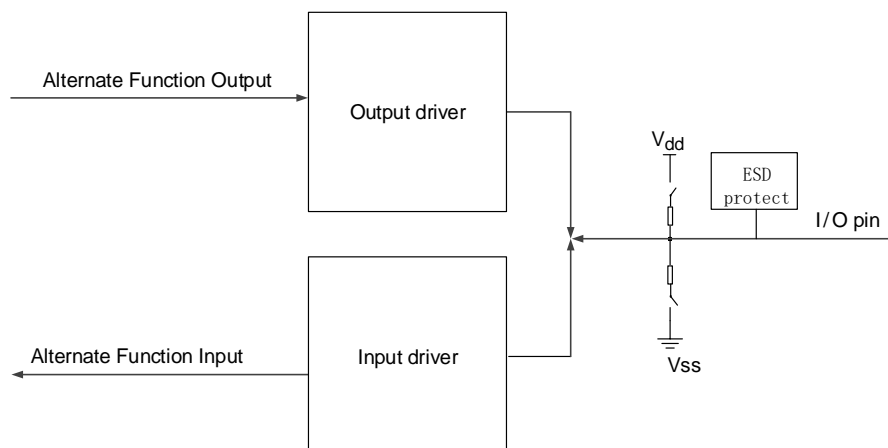 Alternate Function Output
Output driver
Vdd
ESD
protect
I/O pin
Alternate Function Input
Input driver
Vss